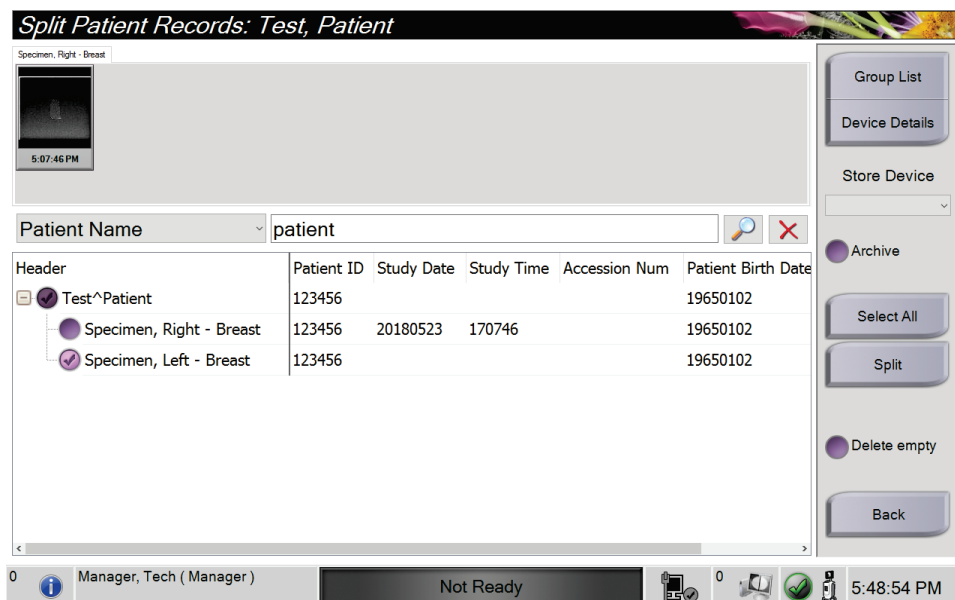 Split Patient Records: Test, Patient
Specimen, Right - Breast
5:07:46 PM
Group List
Device Details
Store Device
Archive
Select All
Split
Delete empty
Back
Patient Name patient
Header Patient ID Study Date Study Time Accession Num Patient Birth Date
Test^Patient 123456 19650102
Specimen, Right - Breast 123456 20180523 170746 19650102
Specimen, Left - Breast 123456 19650102
0 Manager, Tech ( Manager ) Not Ready 0 5:48:54 PM